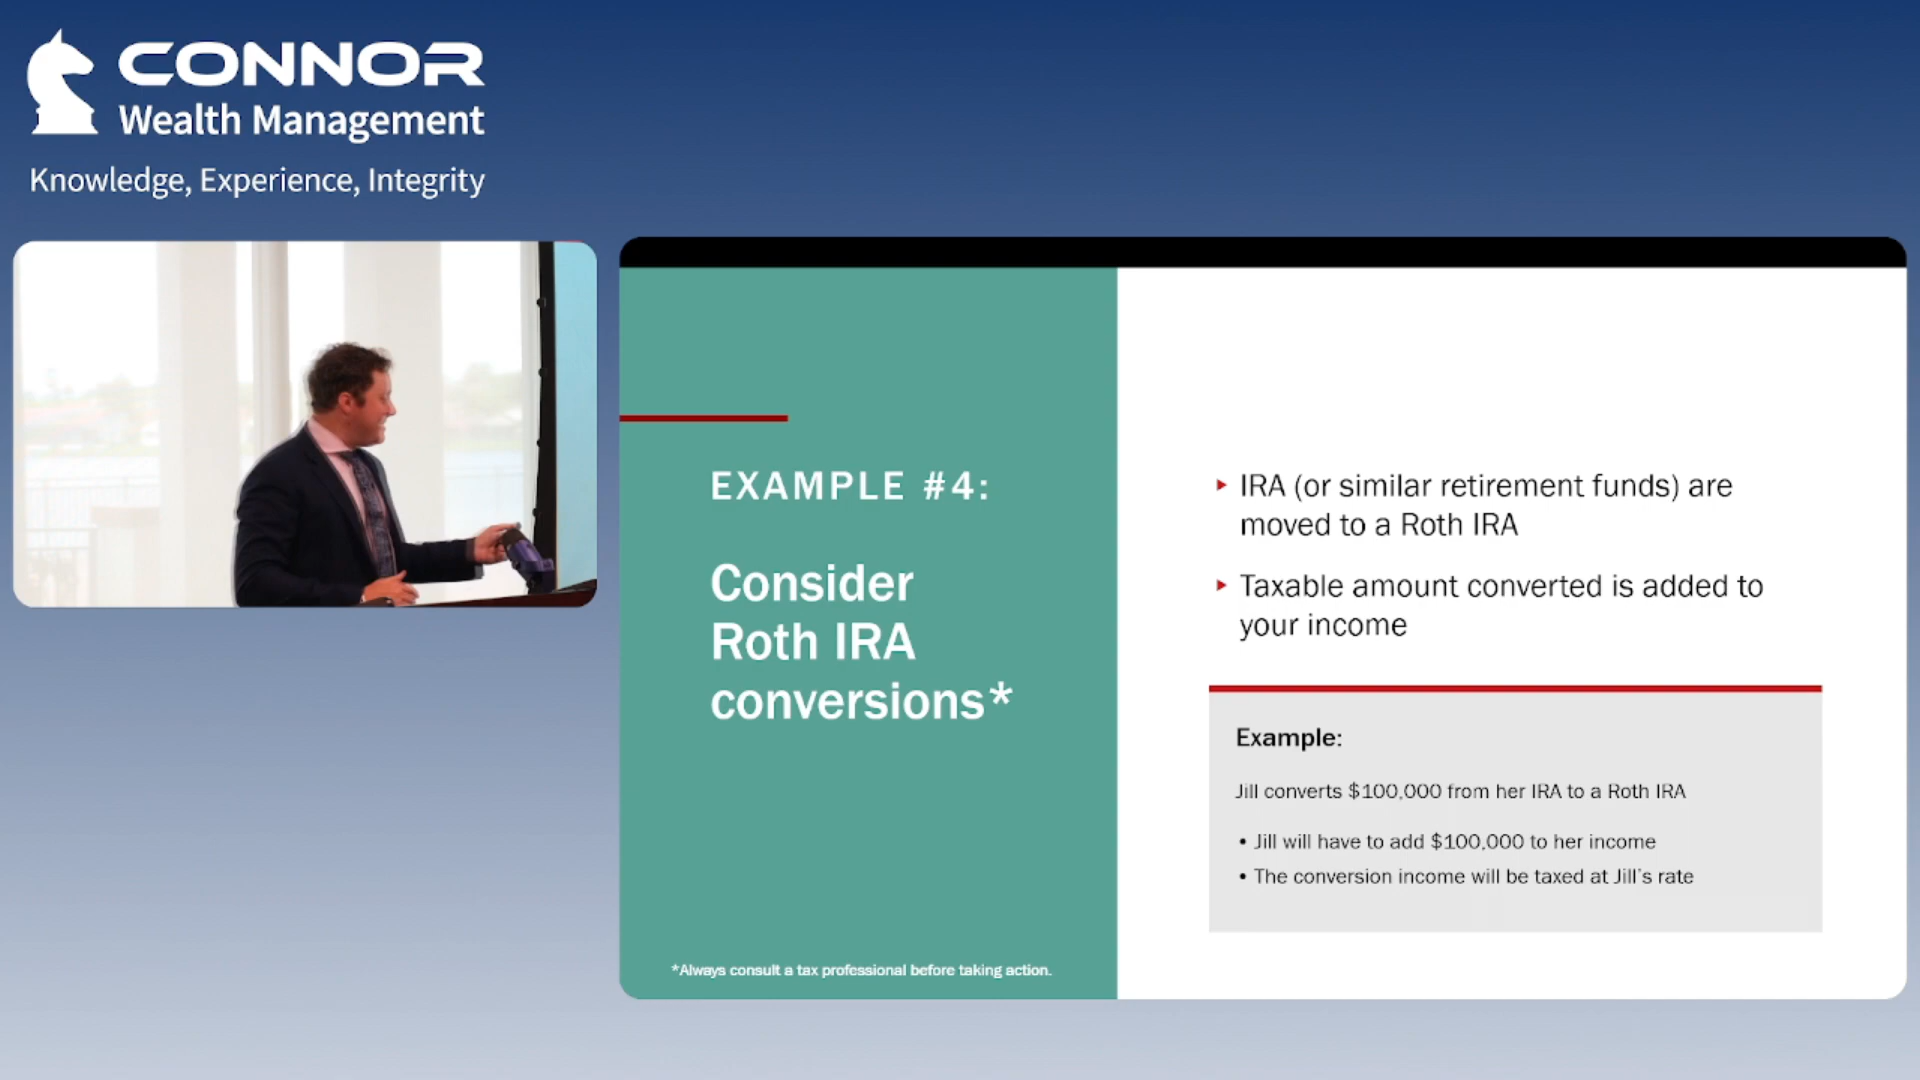 CONNOR
Wealth Management
Knowledge, Experience, Integrity
EXAMPLE #4:
Consider
Roth IRA
conversions*
*Always consult a tax professional before taking action.
▸ IRA (or similar retirement funds) are
moved to a Roth IRA
▸ Taxable amount converted is added to
your income
Example:
Jill converts $100,000 from her IRA to a Roth IRA
• Jill will have to add $100,000 to her income
• The conversion income will be taxed at Jill's rate